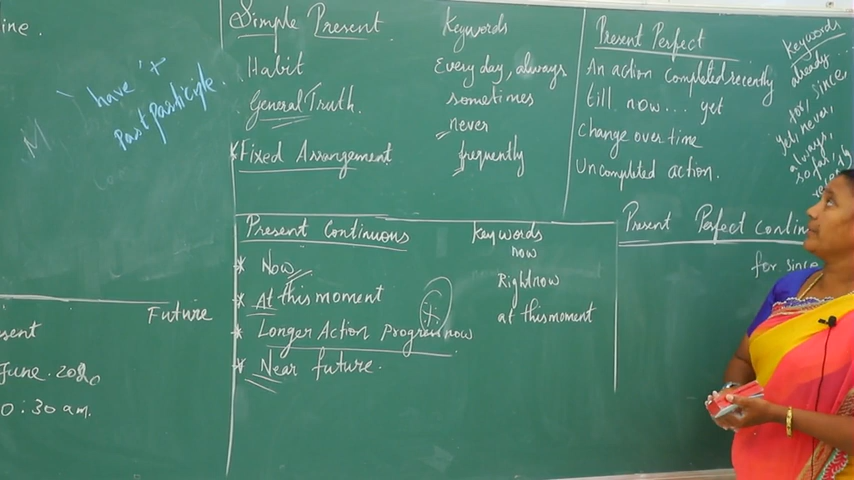 ine.
have +
Past participle.
Future
sent
June. 2020
0:30 am.
Simple Present
Habit
General Truth.
Fixed Arrangement
Keywords
Every day, always
sometimes
never
frequently
Present Perfect
An action completed recently
till now... yet
change over time
Uncompleted action.
Keywords
already...
for, since,
yet, never,
always,
so far,
Present Continuous
* Now
* At this moment
* Longer Action Progress now
* Near future.
Keywords
now
Right now
at this moment
Present Perfect Contin
for since